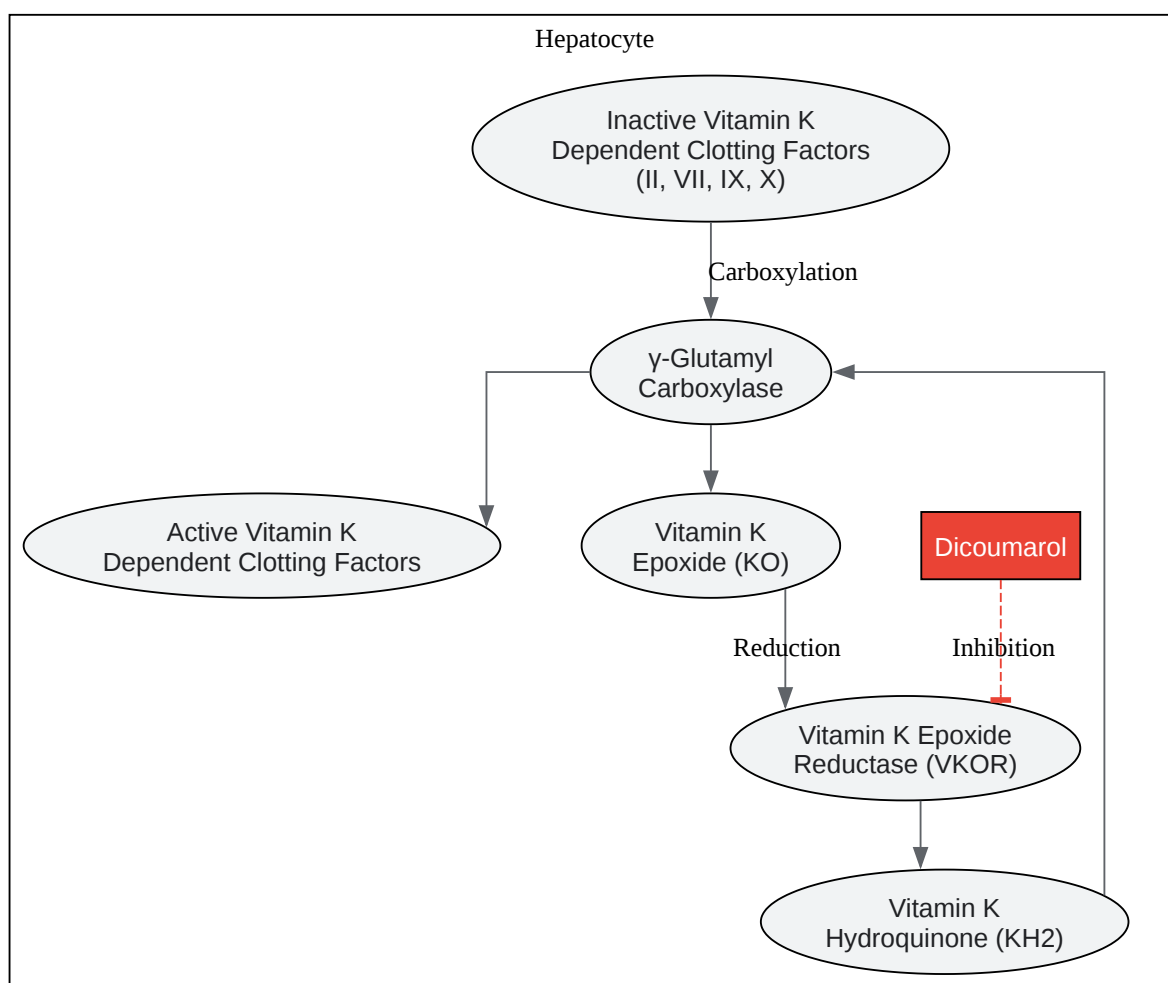 Hepatocyte
Inactive Vitamin K
Dependent Clotting Factors
(II, VII, IX, X)
Carboxylation
γ-Glutamyl
Carboxylase
Active Vitamin K
Dependent Clotting Factors
Vitamin K
Epoxide (KO)
Dicoumarol
Reduction
Inhibition
Vitamin K Epoxide
Reductase (VKOR)
Vitamin K
Hydroquinone (KH2)